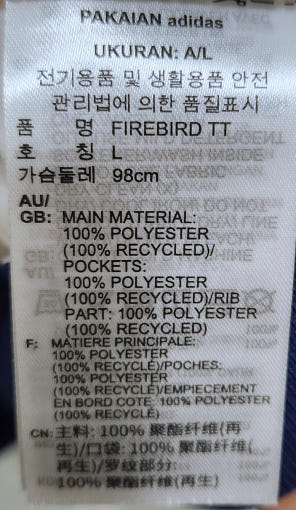 PAKAIAN adidas
UKURAN: A/L
전기용품 및 생활용품 안전
관리법에 의한 품질표시
품 명 FIREBIRD TT
호 칭 L
가슴둘레 98cm
AU/
GB: MAIN MATERIAL:
100% POLYESTER
(100% RECYCLED)/
POCKETS:
100% POLYESTER
(100% RECYCLED)/RIB
PART: 100% POLYESTER
(100% RECYCLED)
F: MATIERE PRINCIPALE:
100% POLYESTER
(100% RECYCLÉ)/POCHES:
100% POLYESTER
(100% RECYCLÉ)/EMPIECEMENT
EN BORD COTE: 100% POLYESTER
(100% RECYCLÉ)
CN: 主料: 100% 聚酯纤维(再
生)/口袋: 100% 聚酯纤维(
再生)/罗纹部分:
100% 聚酯纤维(再生)